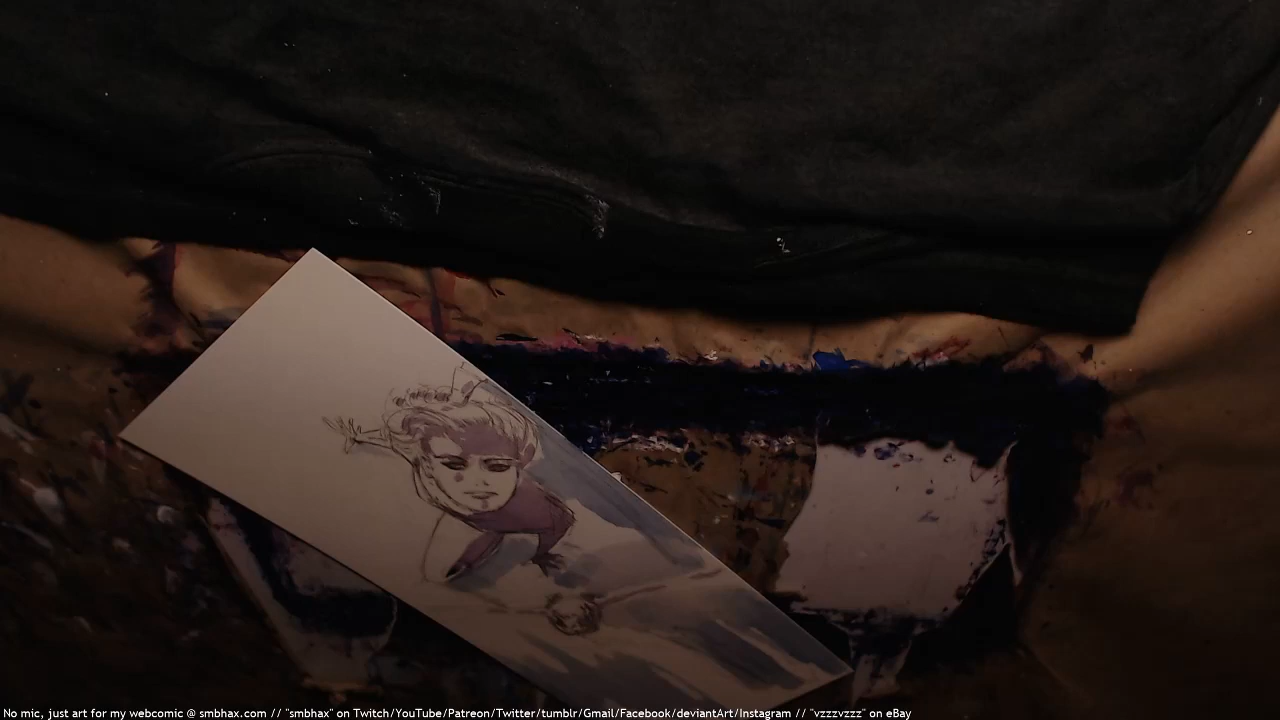 No mic, just art for my webcomic @ smbhax.com // "smbhax" on Twitch/YouTube/Patreon/Twitter/tumblr/Gmail/Facebook/deviantArt/Instagram // "vzzzvzzz" on eBay